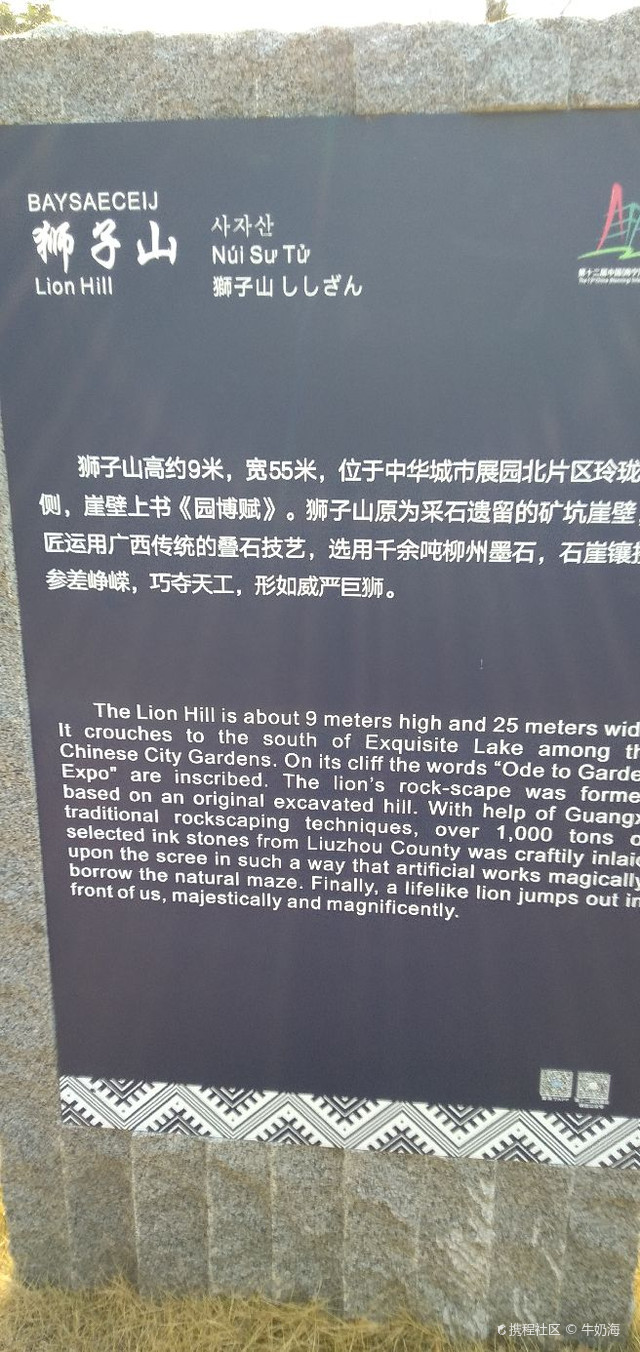 BAYSAECEIJ
狮子山
Lion Hill
사자산
Núi Sư Tử
獅子山 ししざん
第十二届中国(南宁
狮子山高约9米，宽55米，位于中华城市展园北片区玲珑
侧，崖壁上书《园博赋》。狮子山原为采石遗留的矿坑崖壁，
匠运用广西传统的叠石技艺，选用千余吨柳州墨石，石崖镶
参差峥嵘，巧夺天工，形如威严巨狮。
The Lion Hill is about 9 meters high and 25 meters wid
It crouches to the south of Exquisite Lake among th
Chinese City Gardens. On its cliff the words “Ode to Garde
Expo" are inscribed. The lion's rock-scape was forme
based on an original excavated hill. With help of Guangx
traditional rockscaping techniques, over 1,000 tons o
selected ink stones from Liuzhou County was craftily inlaid
upon the scree in such a way that artificial works magically
borrow the natural maze. Finally, a lifelike lion jumps out in
front of us, majestically and magnificently.
携程社区 © 牛奶海